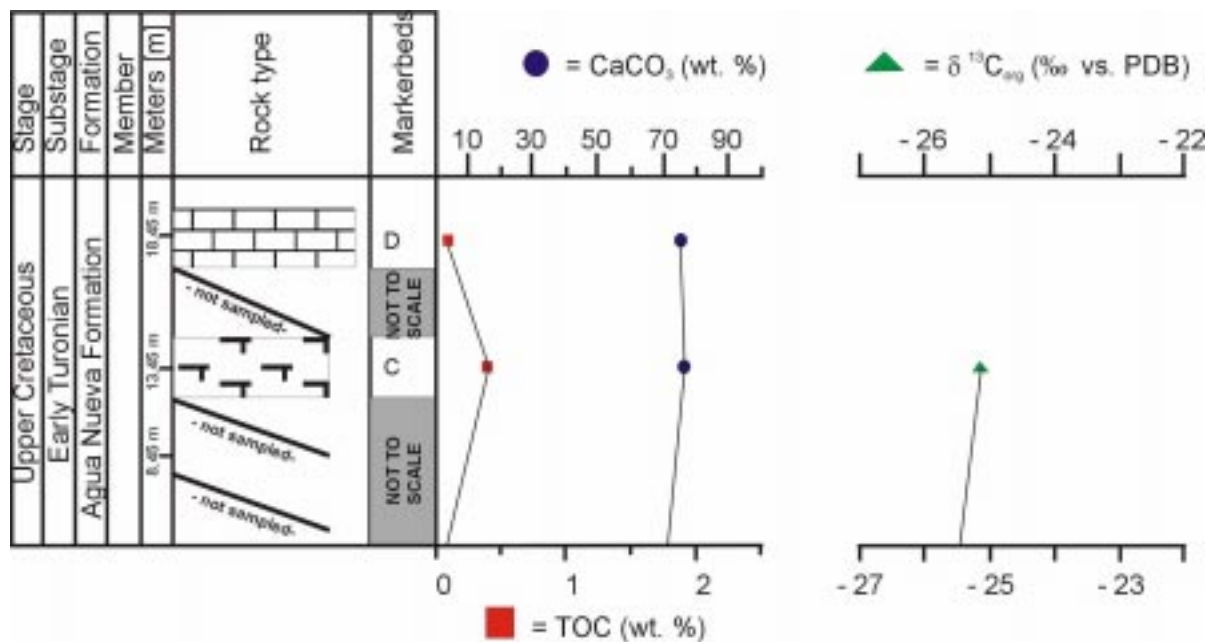 Stage
Substage
Formation
Member
Meters [m]
Rock type
Markerbeds
= CaCO₃ (wt. %)
10 30 50 70 90
= δ ¹³C_org (‰ vs. PDB)
-26 -24 -22
Upper Cretaceous
Early Turonian
Agua Nueva Formation
18,45 m
13,45 m
8,45 m
- not sampled-
- not sampled-
- not sampled-
D
NOT TO
SCALE
C
NOT TO
SCALE
0 1 2
= TOC (wt. %)
-27 -25 -23